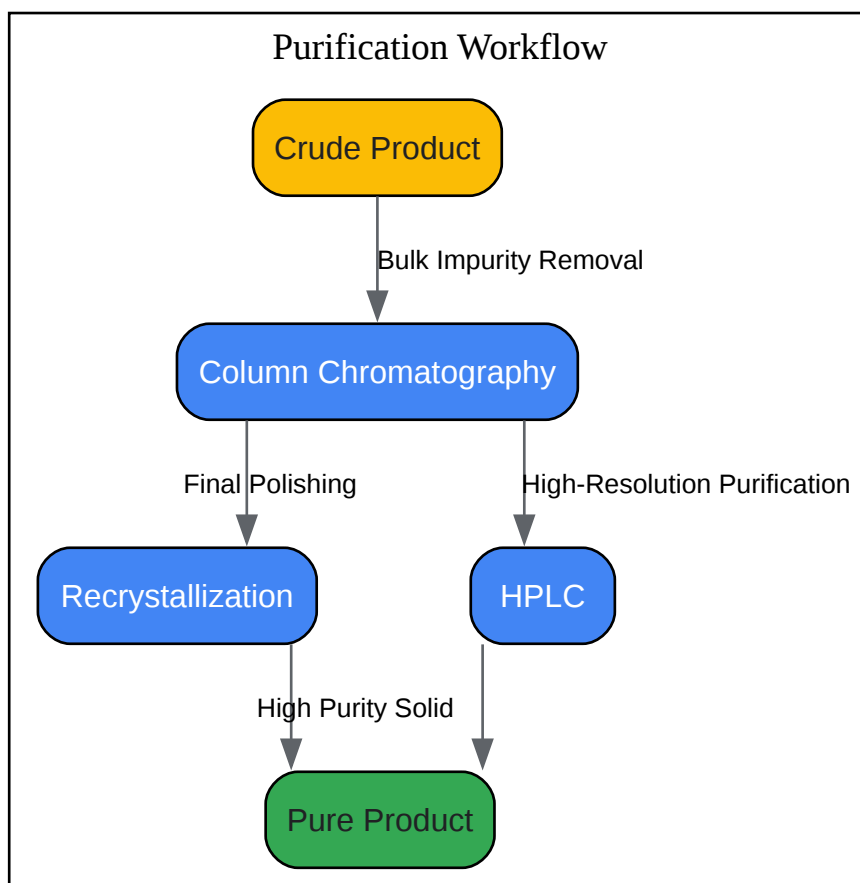 Purification Workflow
Crude Product
Bulk Impurity Removal
Column Chromatography
Final Polishing
High-Resolution Purification
Recrystallization
HPLC
High Purity Solid
Pure Product